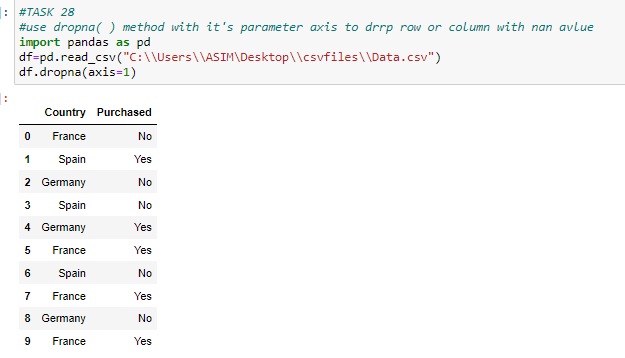 ]: #TASK 28
#use dropna( ) method with it's parameter axis to drrp row or column with nan avlue
import pandas as pd
df=pd.read_csv("C:\\Users\\ASIM\Desktop\\csvfiles\\Data.csv")
df.dropna(axis=1)
]:
Country Purchased
0 France No
1 Spain Yes
2 Germany No
3 Spain No
4 Germany Yes
5 France Yes
6 Spain No
7 France Yes
8 Germany No
9 France Yes